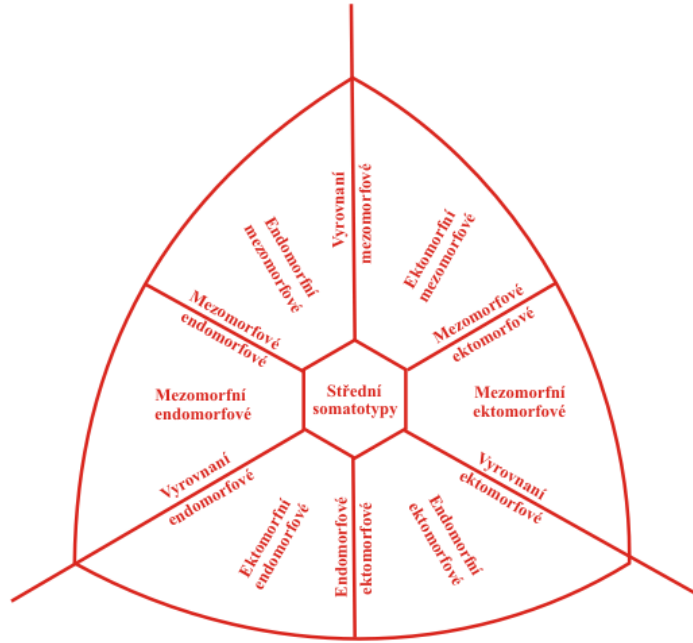 Vyrovnaní
mezomorfové
Endomorfní
mezomorfové
Ektomorfní
mezomorfové
Mezomorfové
endomorfové
Mezomorfové
ektomorfové
Mezomorfní
endomorfové
Střední
somatotypy
Mezomorfní
ektomorfové
Vyrovnaní
endomorfové
Vyrovnaní
ektomorfové
Ektomorfní
endomorfové
Endomorfové
ektomorfové
Endomorfní
ektomorfové